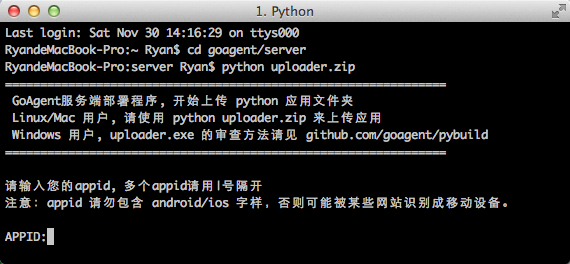 1. Python
Last login: Sat Nov 30 14:16:29 on ttys000
RyandeMacBook-Pro:~ Ryan$ cd goagent/server
RyandeMacBook-Pro:server Ryan$ python uploader.zip
===============================================================
GoAgent服务端部署程序, 开始上传 python 应用文件夹
Linux/Mac 用户, 请使用 python uploader.zip 来上传应用
Windows 用户, uploader.exe 的审查方法请见 github.com/goagent/pybuild
===============================================================
请输入您的appid, 多个appid请用|号隔开
注意：appid 请勿包含 android/ios 字样，否则可能被某些网站识别成移动设备。
APPID: